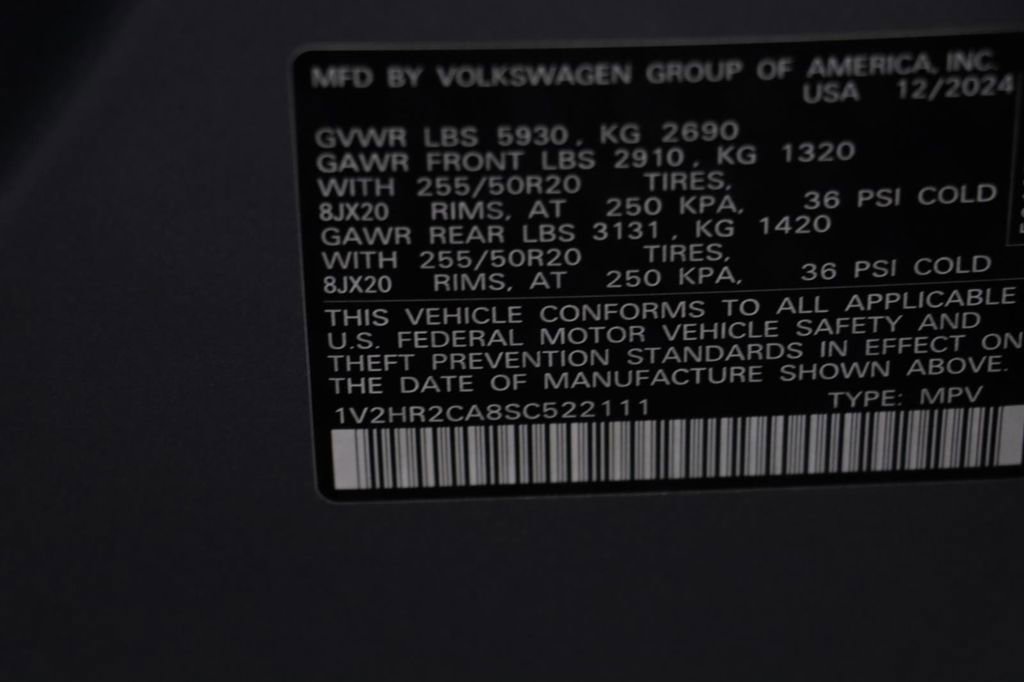 MFD BY VOLKSWAGEN GROUP OF AMERICA, INC.
USA 12/2024
GVWR LBS 5930, KG 2690
GAWR FRONT LBS 2910, KG 1320
WITH 255/50R20 TIRES,
8JX20 RIMS, AT 250 KPA, 36 PSI COLD
GAWR REAR LBS 3131, KG 1420
WITH 255/50R20 TIRES,
8JX20 RIMS, AT 250 KPA, 36 PSI COLD
THIS VEHICLE CONFORMS TO ALL APPLICABLE
U.S. FEDERAL MOTOR VEHICLE SAFETY AND
THEFT PREVENTION STANDARDS IN EFFECT ON
THE DATE OF MANUFACTURE SHOWN ABOVE.
1V2HR2CA8SC522111 TYPE: MPV